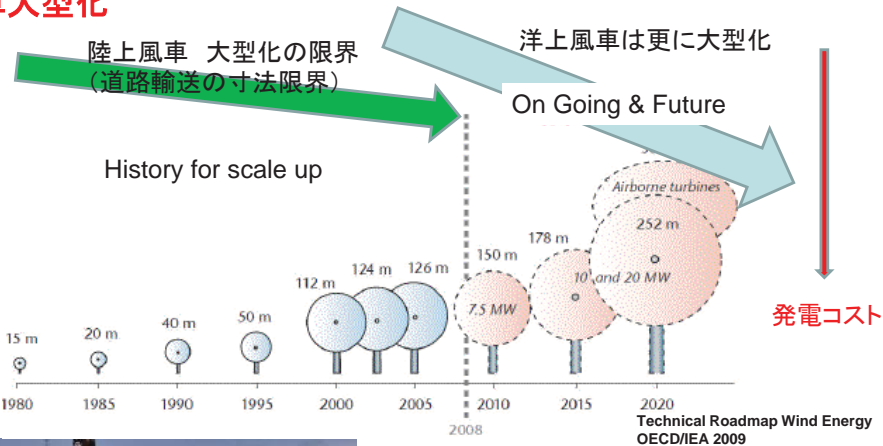 大型化
陸上風車 大型化の限界
(道路輸送の寸法限界)
洋上風車は更に大型化
On Going & Future
History for scale up
Airborne turbines
252 m
178 m
150 m
10 and 20 MW
7.5 MW
126 m
124 m
112 m
50 m
40 m
20 m
15 m
発電コスト
1980 1985 1990 1995 2000 2005 2010 2015 2020
2008
Technical Roadmap Wind Energy
OECD/IEA 2009